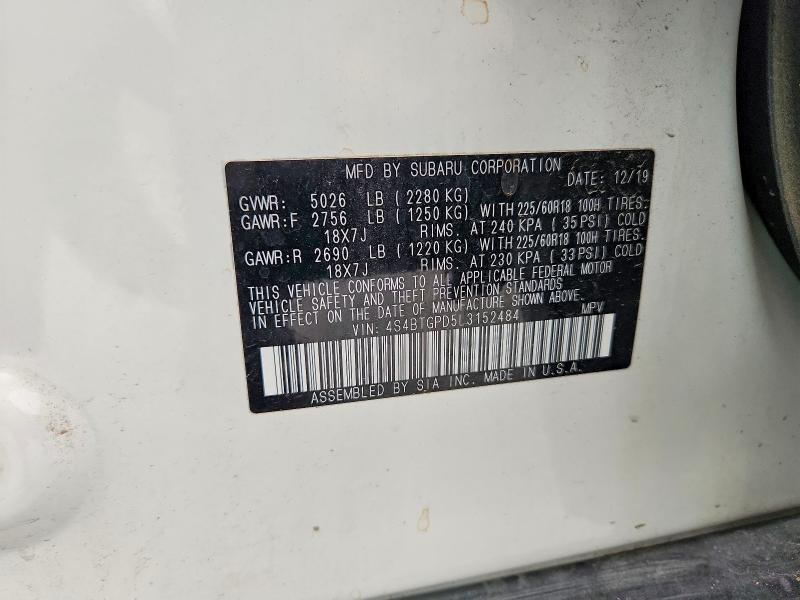 MFD BY SUBARU CORPORATION
DATE: 12/19
GVWR: 5026 LB (2280 KG)
GAWR:F 2756 LB (1250 KG) WITH 225/60R18 100H TIRES.
18X7J RIMS. AT 240 KPA (35 PSI) COLD
GAWR:R 2690 LB (1220 KG) WITH 225/60R18 100H TIRES.
18X7J RIMS. AT 230 KPA (33 PSI) COLD
THIS VEHICLE CONFORMS TO ALL APPLICABLE FEDERAL MOTOR
VEHICLE SAFETY AND THEFT PREVENTION STANDARDS
IN EFFECT ON THE DATE OF MANUFACTURE SHOWN ABOVE.
VIN: 4S4BTGPD5L3152484 MPV
ASSEMBLED BY SIA INC. MADE IN U.S.A.